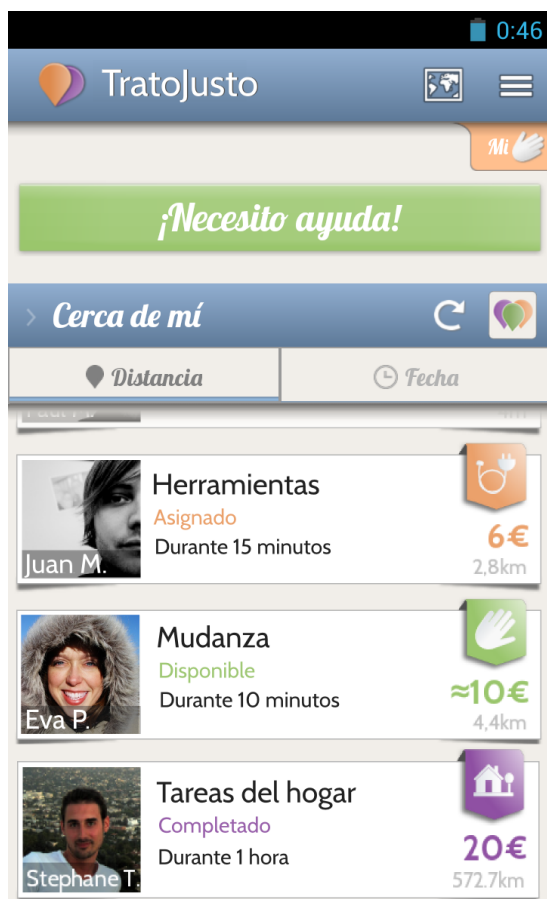 0:46
TratoJusto
Mi
¡Necesito ayuda!
Cerca de mí
Distancia
Fecha
4m
Herramientas
Asignado
Durante 15 minutos
6€
2,8km
Juan M.
Mudanza
Disponible
Durante 10 minutos
≈10€
4,4km
Eva P.
Tareas del hogar
Completado
Durante 1 hora
20€
572.7km
Stephane T.